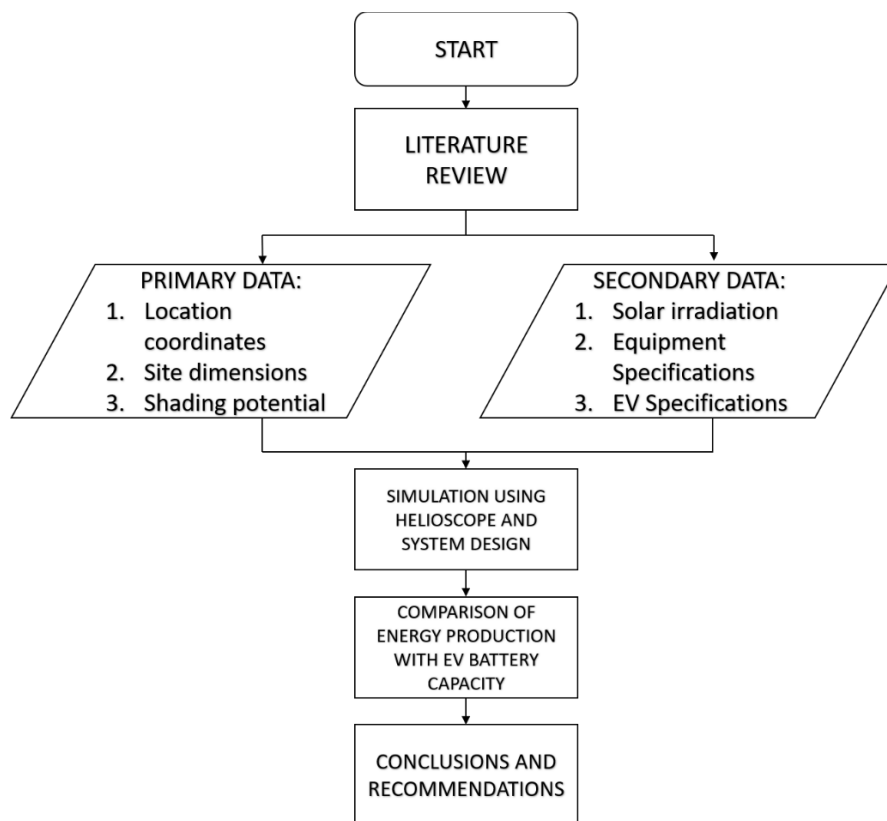 START
LITERATURE
REVIEW
PRIMARY DATA:
1. Location
coordinates
2. Site dimensions
3. Shading potential
SECONDARY DATA:
1. Solar irradiation
2. Equipment
Specifications
3. EV Specifications
SIMULATION USING
HELIOSCOPE AND
SYSTEM DESIGN
COMPARISON OF
ENERGY PRODUCTION
WITH EV BATTERY
CAPACITY
CONCLUSIONS AND
RECOMMENDATIONS